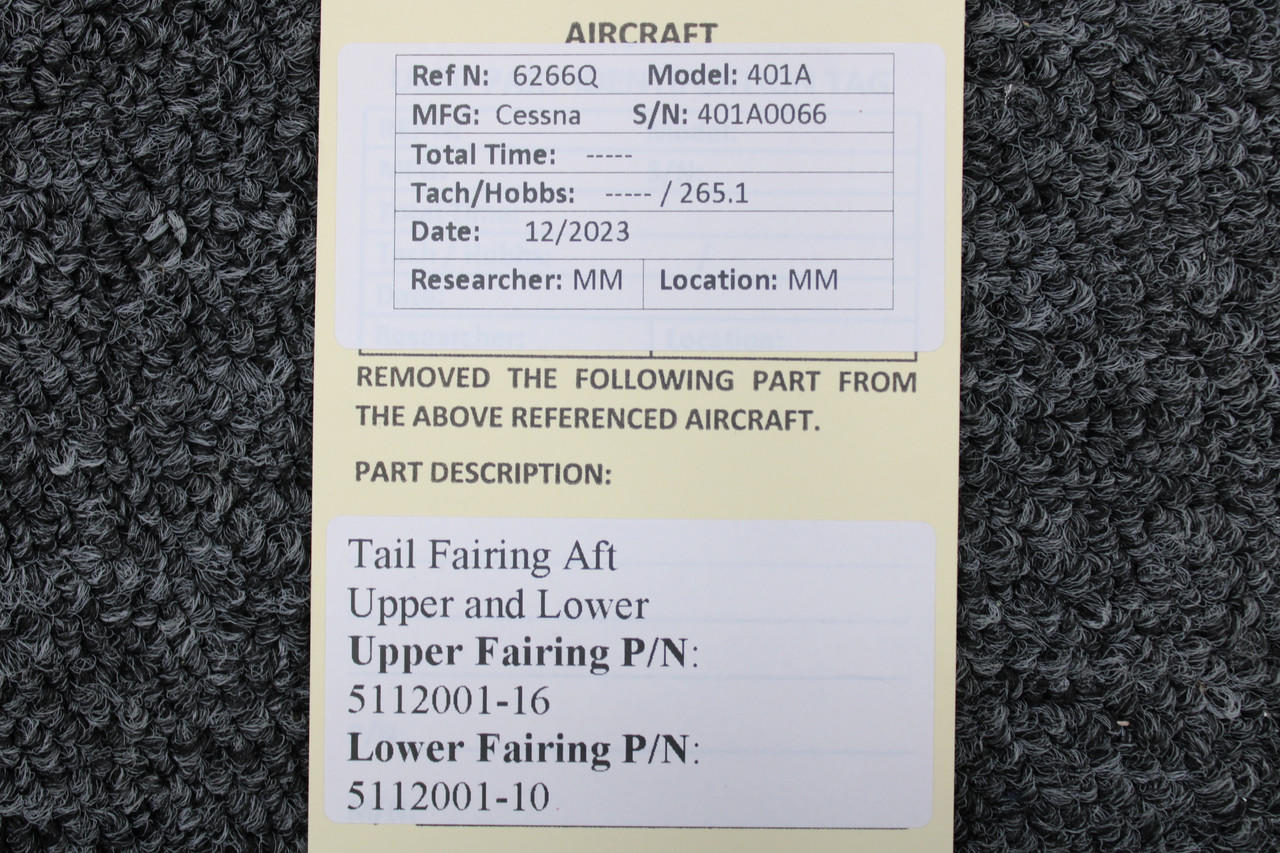 AIRCRAFT
Ref N: 6266Q Model: 401A
MFG: Cessna S/N: 401A0066
Total Time: -----
Tach/Hobbs: ----- / 265.1
Date: 12/2023
Researcher: MM Location: MM
Researcher: Location:
REMOVED THE FOLLOWING PART FROM
THE ABOVE REFERENCED AIRCRAFT.
PART DESCRIPTION:
Tail Fairing Aft
Upper and Lower
Upper Fairing P/N:
5112001-16
Lower Fairing P/N:
5112001-10